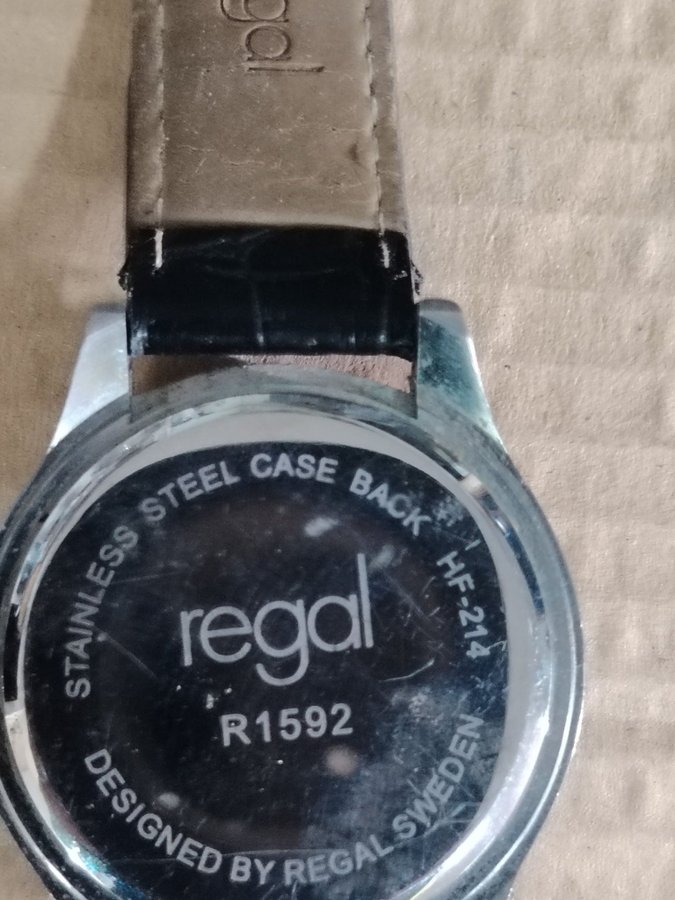 regal
STAINLESS STEEL CASE BACK HF-214
regal
R1592
DESIGNED BY REGAL SWEDEN